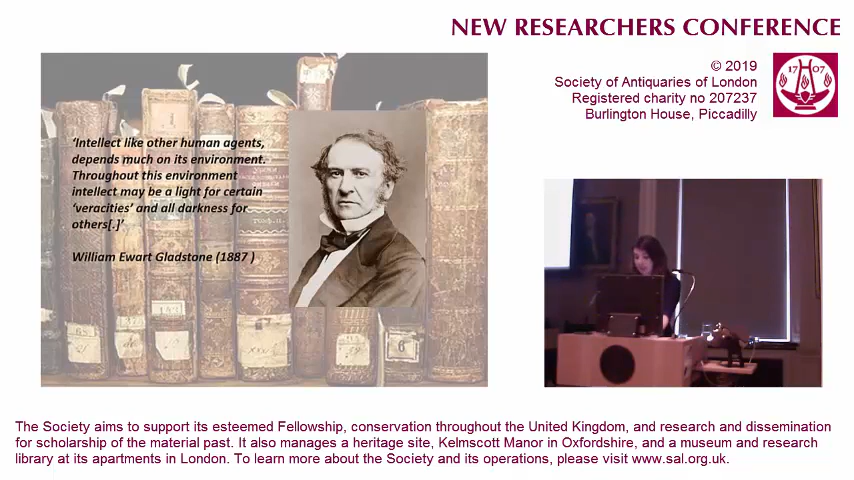 NEW RESEARCHERS CONFERENCE
© 2019
Society of Antiquaries of London
Registered charity no 207237
Burlington House, Piccadilly
1707
‘Intellect like other human agents,
depends much on its environment.
Throughout this environment
intellect may be a light for certain
‘veracities’ and all darkness for
others[.]’
William Ewart Gladstone (1887 )
The Society aims to support its esteemed Fellowship, conservation throughout the United Kingdom, and research and dissemination
for scholarship of the material past. It also manages a heritage site, Kelmscott Manor in Oxfordshire, and a museum and research
library at its apartments in London. To learn more about the Society and its operations, please visit www.sal.org.uk.